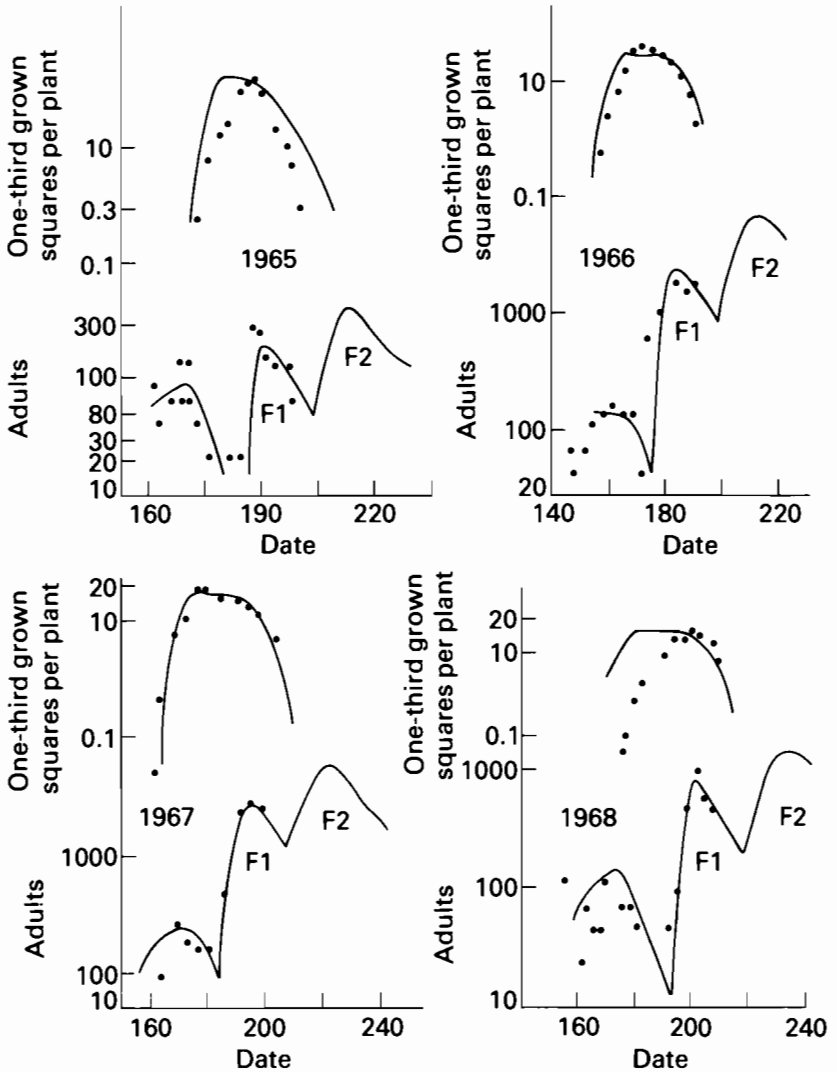 One-third grown
squares per plant
10
0.3
0.1
1965
Adults
300
100
80
30
20
10
F1
F2
160
190
220
Date
One-third grown
squares per plant
10
0.1
1966
Adults
1000
100
20
F1
F2
140
180
220
Date
One-third grown
squares per plant
20
10
0.1
1967
Adults
1000
100
10
F1
F2
160
200
240
Date
One-third grown
squares per plant
20
10
0.1
1968
Adults
1000
100
10
F1
F2
160
200
240
Date